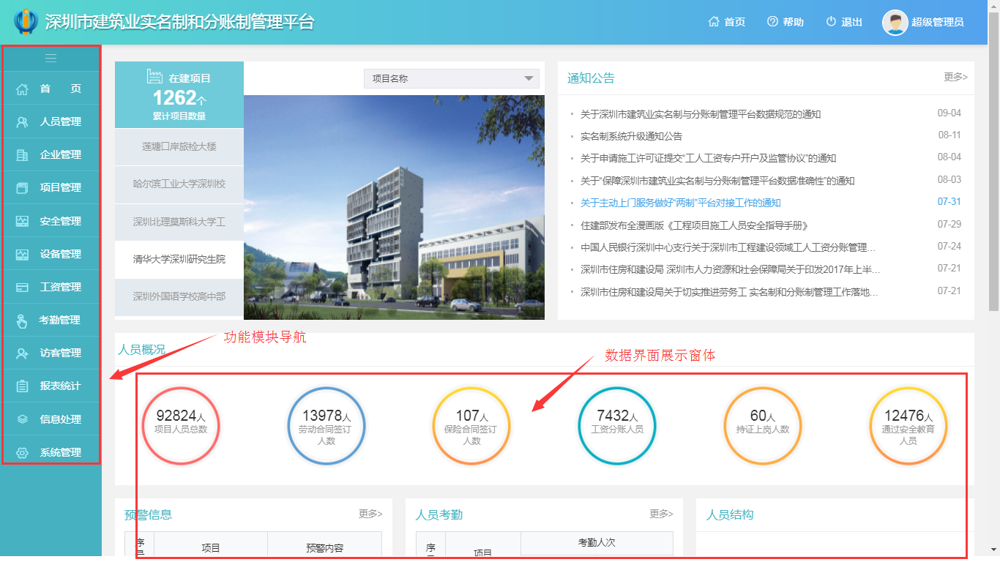 深圳市建筑业实名制和分账制管理平台
首页
帮助
退出
超级管理员
首 页
人员管理
企业管理
项目管理
安全管理
设备管理
工资管理
考勤管理
访客管理
报表统计
信息处理
系统管理
在建项目
1262个
累计项目数量
莲塘口岸旅检大楼
哈尔滨工业大学深圳校
深圳北理莫斯科大学工
清华大学深圳研究生院
深圳外国语学校高中部
项目名称
通知公告
更多>
关于深圳市建筑业实名制与分账制管理平台数据规范的通知 09-04
实名制系统升级通知公告 08-11
关于申请施工许可证提交“工人工资专户开户及监管协议”的通知 08-04
关于“保障深圳市建筑业实名制与分账制管理平台数据准确性”的通知 08-03
关于主动上门服务做好“两制”平台对接工作的通知 07-31
住建部发布全漫画版《工程项目施工人员安全指导手册》 07-29
中国人民银行深圳中心支行关于深圳市工程建设领域工人工资分账管理... 07-24
深圳市住房和建设局 深圳市人力资源和社会保障局关于印发2017年上半... 07-21
深圳市住房和建设局关于切实推进劳务工 实名制和分账制管理工作落地... 07-21
功能模块导航
人员概况
数据界面展示窗体
92824人
项目人员总数
13978人
劳动合同签订
人数
107人
保险合同签订
人数
7432人
工资分账人员
60人
持证上岗人数
12476人
通过安全教育
人员
预警信息
更多>
序
号
项目
预警内容
人员考勤
更多>
序
号
项目
考勤人次
人员结构